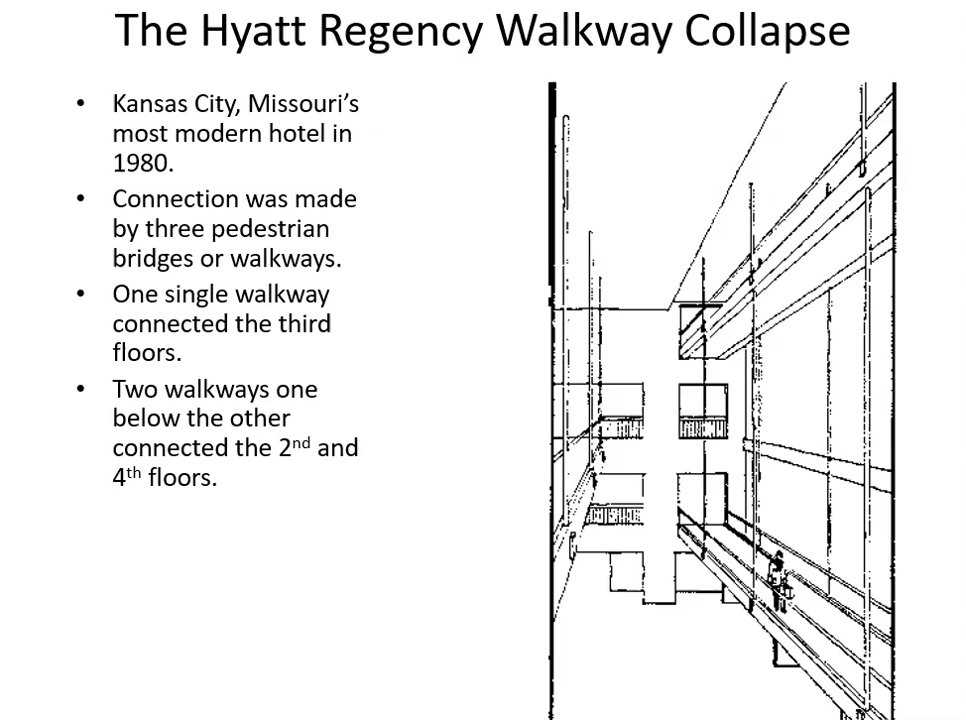 The Hyatt Regency Walkway Collapse
• Kansas City, Missouri’s
most modern hotel in
1980.
• Connection was made
by three pedestrian
bridges or walkways.
• One single walkway
connected the third
floors.
• Two walkways one
below the other
connected the 2nd and
4th floors.